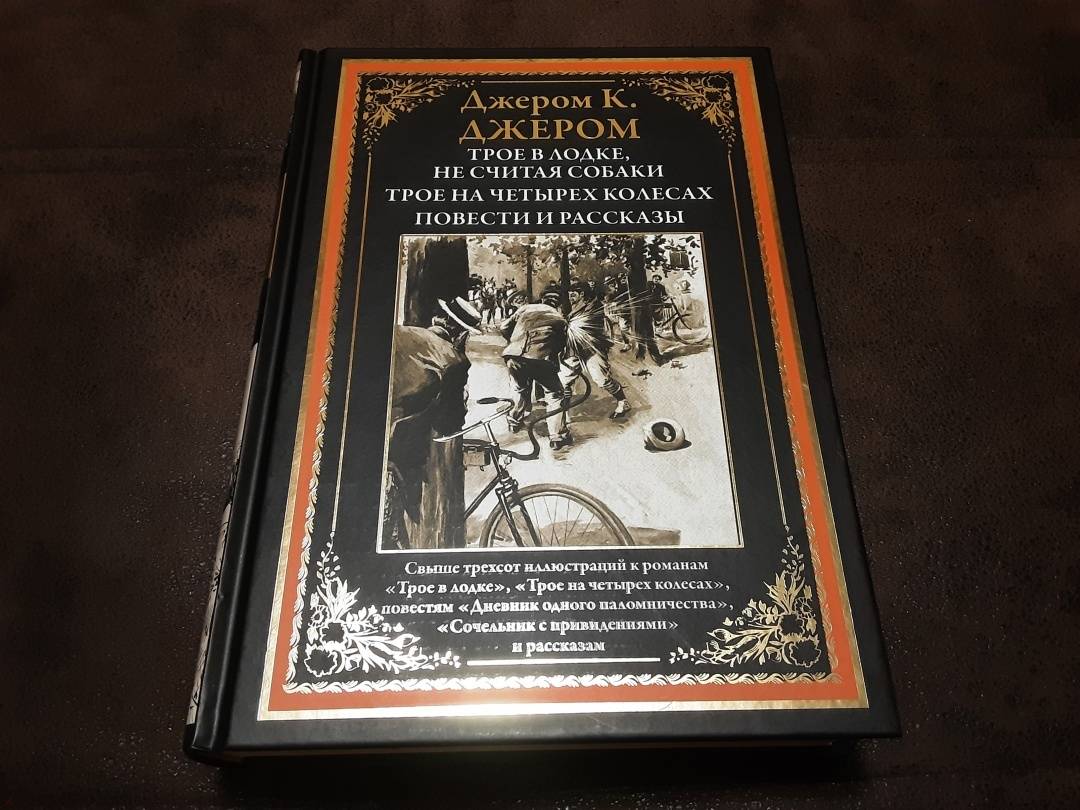 Джером К.
ДЖЕРОМ
ТРОЕ В ЛОДКЕ,
НЕ СЧИТАЯ СОБАКИ
ТРОЕ НА ЧЕТЫРЕХ КОЛЕСАХ
ПОВЕСТИ И РАССКАЗЫ
Свыше трехсот иллюстраций к романам
«Трое в лодке», «Трое на четырех колесах»,
повестям «Дневник одного паломничества»,
«Сочельник с привидениями»
и рассказам